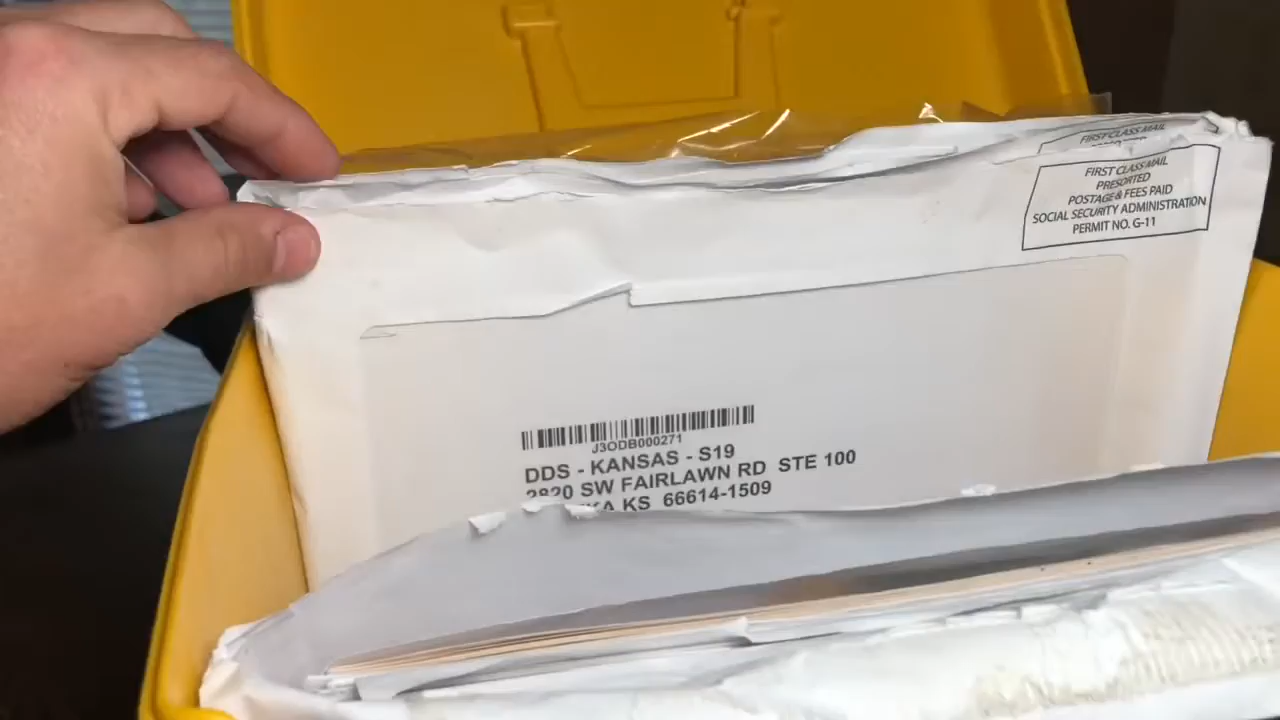 FIRST CLASS MAIL
FIRST CLASS MAIL
PRESORTED
POSTAGE & FEES PAID
SOCIAL SECURITY ADMINISTRATION
PERMIT NO. G-11
J3ODB000271
DDS - KANSAS - S19
2820 SW FAIRLAWN RD STE 100
KS 66614-1509